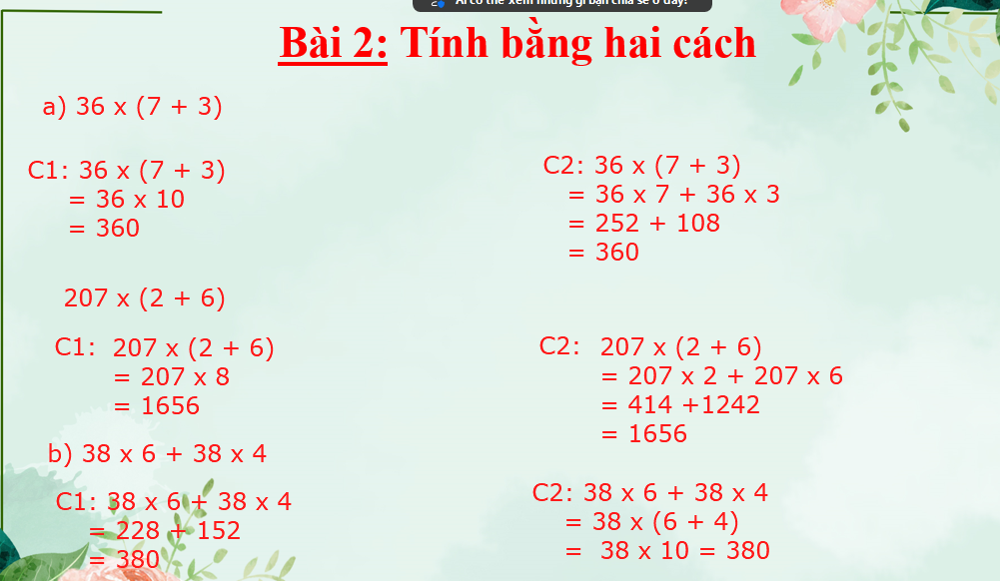 Ai có thể xem những gì bạn chia sẻ ở đây?
Bài 2: Tính bằng hai cách
a) 36 x (7 + 3)
C1: 36 x (7 + 3)
= 36 x 10
= 360
C2: 36 x (7 + 3)
= 36 x 7 + 36 x 3
= 252 + 108
= 360
207 x (2 + 6)
C1: 207 x (2 + 6)
= 207 x 8
= 1656
C2: 207 x (2 + 6)
= 207 x 2 + 207 x 6
= 414 +1242
= 1656
b) 38 x 6 + 38 x 4
C1: 38 x 6 + 38 x 4
= 228 + 152
= 380
C2: 38 x 6 + 38 x 4
= 38 x (6 + 4)
= 38 x 10 = 380